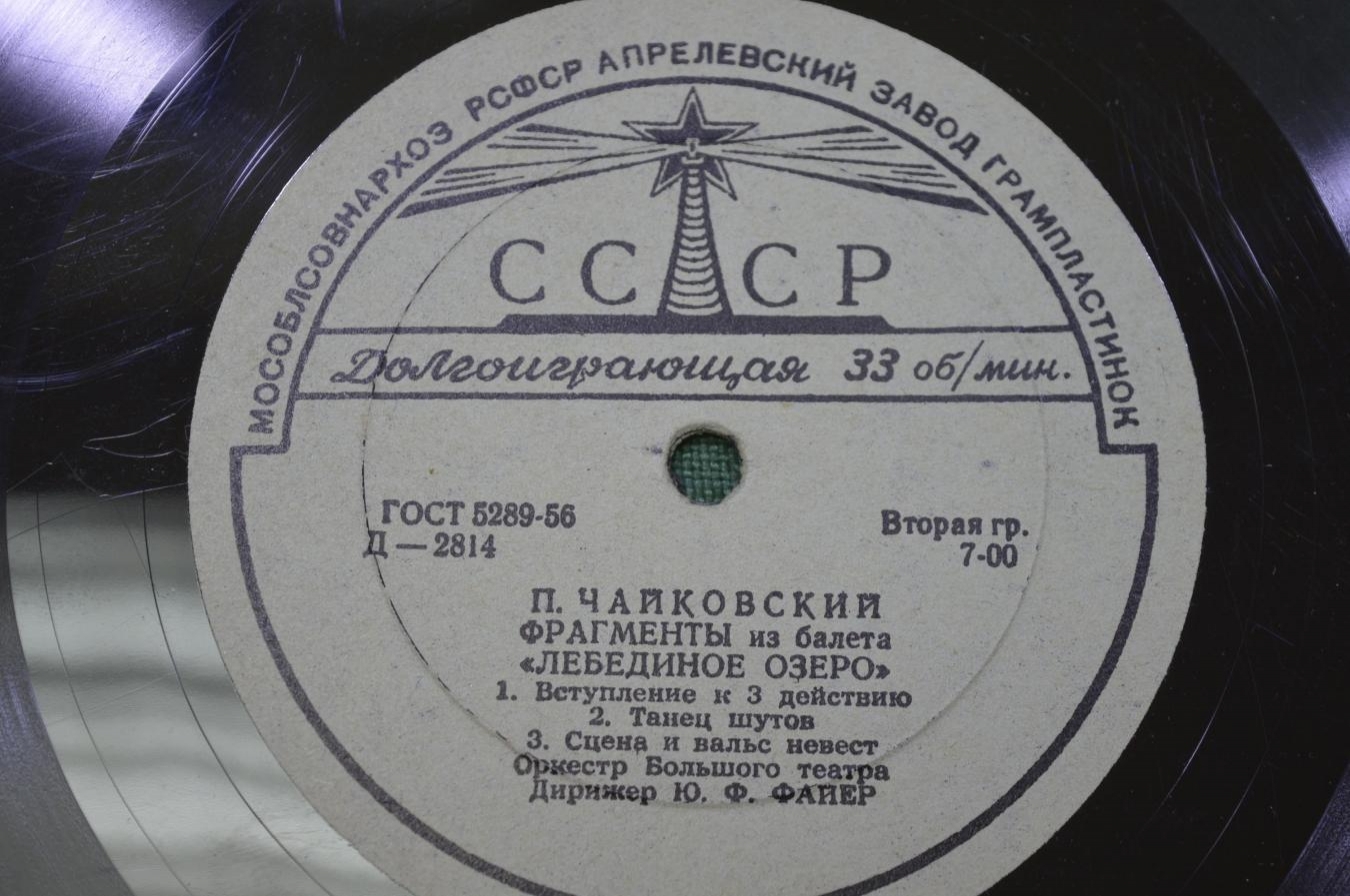 МОСОБЛСОВНАРХОЗ РСФСР АПРЕЛЕВСКИЙ ЗАВОД ГРАМПЛАСТИНОК
СССР
Долгоиграющая 33 об/мин.
ГОСТ 5289-56
Вторая гр.
Д — 2814
7-00
П. ЧАЙКОВСКИЙ
ФРАГМЕНТЫ из балета
«ЛЕБЕДИНОЕ ОЗЕРО»
1. Вступление к 3 действию
2. Танец шутов
3. Сцена и вальс невест
Оркестр Большого театра
Дирижер Ю. Ф. ФАЙЕР